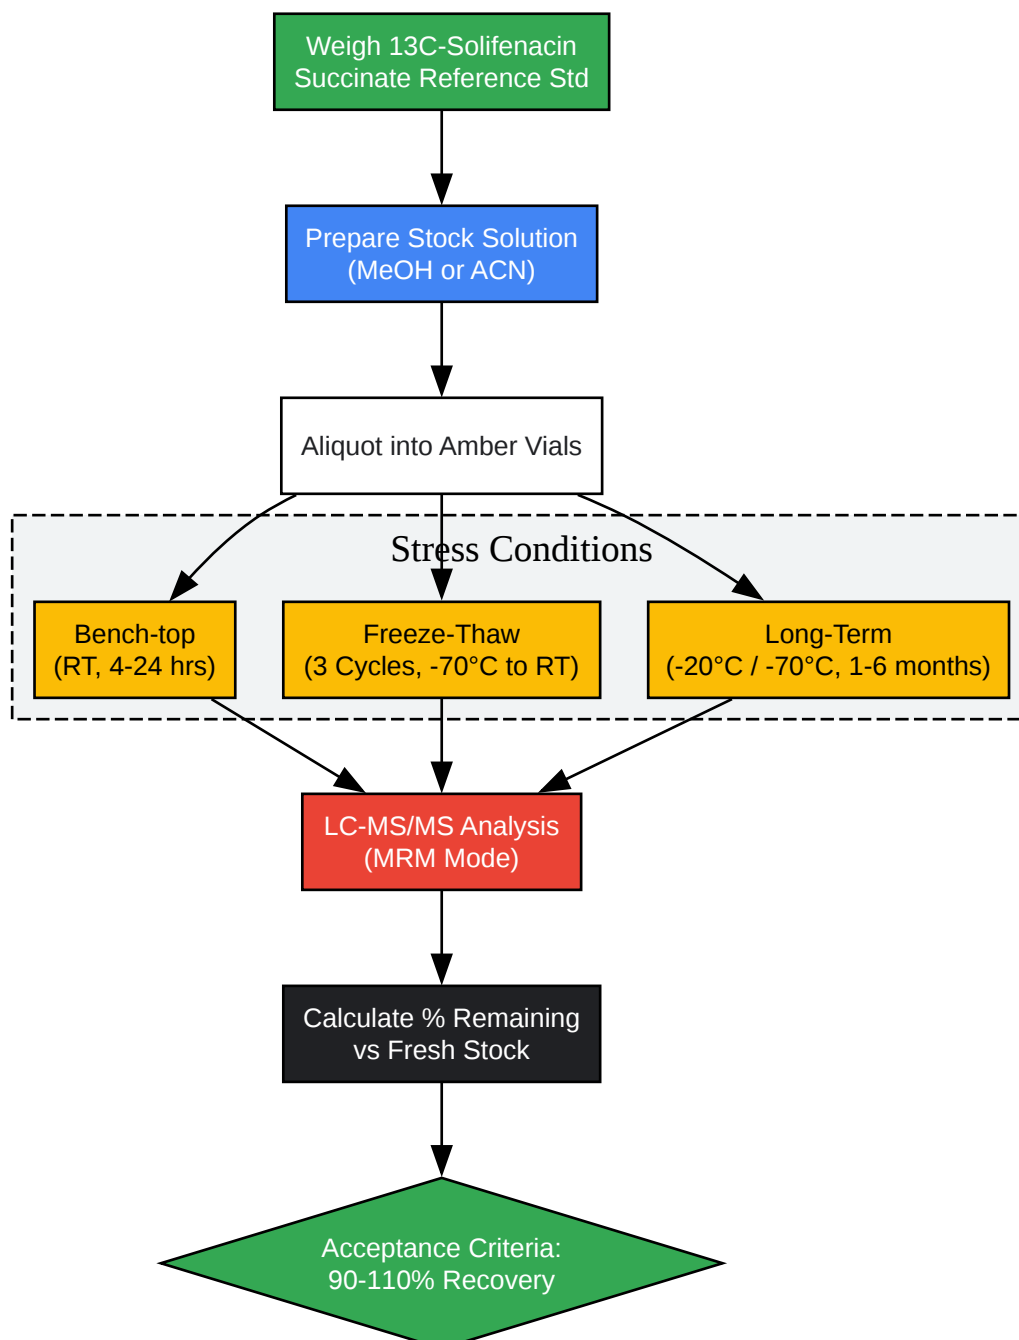 Weigh 13C-Solifenacin
Succinate Reference Std
Prepare Stock Solution
(MeOH or ACN)
Aliquot into Amber Vials
Stress Conditions
Bench-top
(RT, 4-24 hrs)
Freeze-Thaw
(3 Cycles, -70°C to RT)
Long-Term
(-20°C / -70°C, 1-6 months)
LC-MS/MS Analysis
(MRM Mode)
Calculate % Remaining
vs Fresh Stock
Acceptance Criteria:
90-110% Recovery